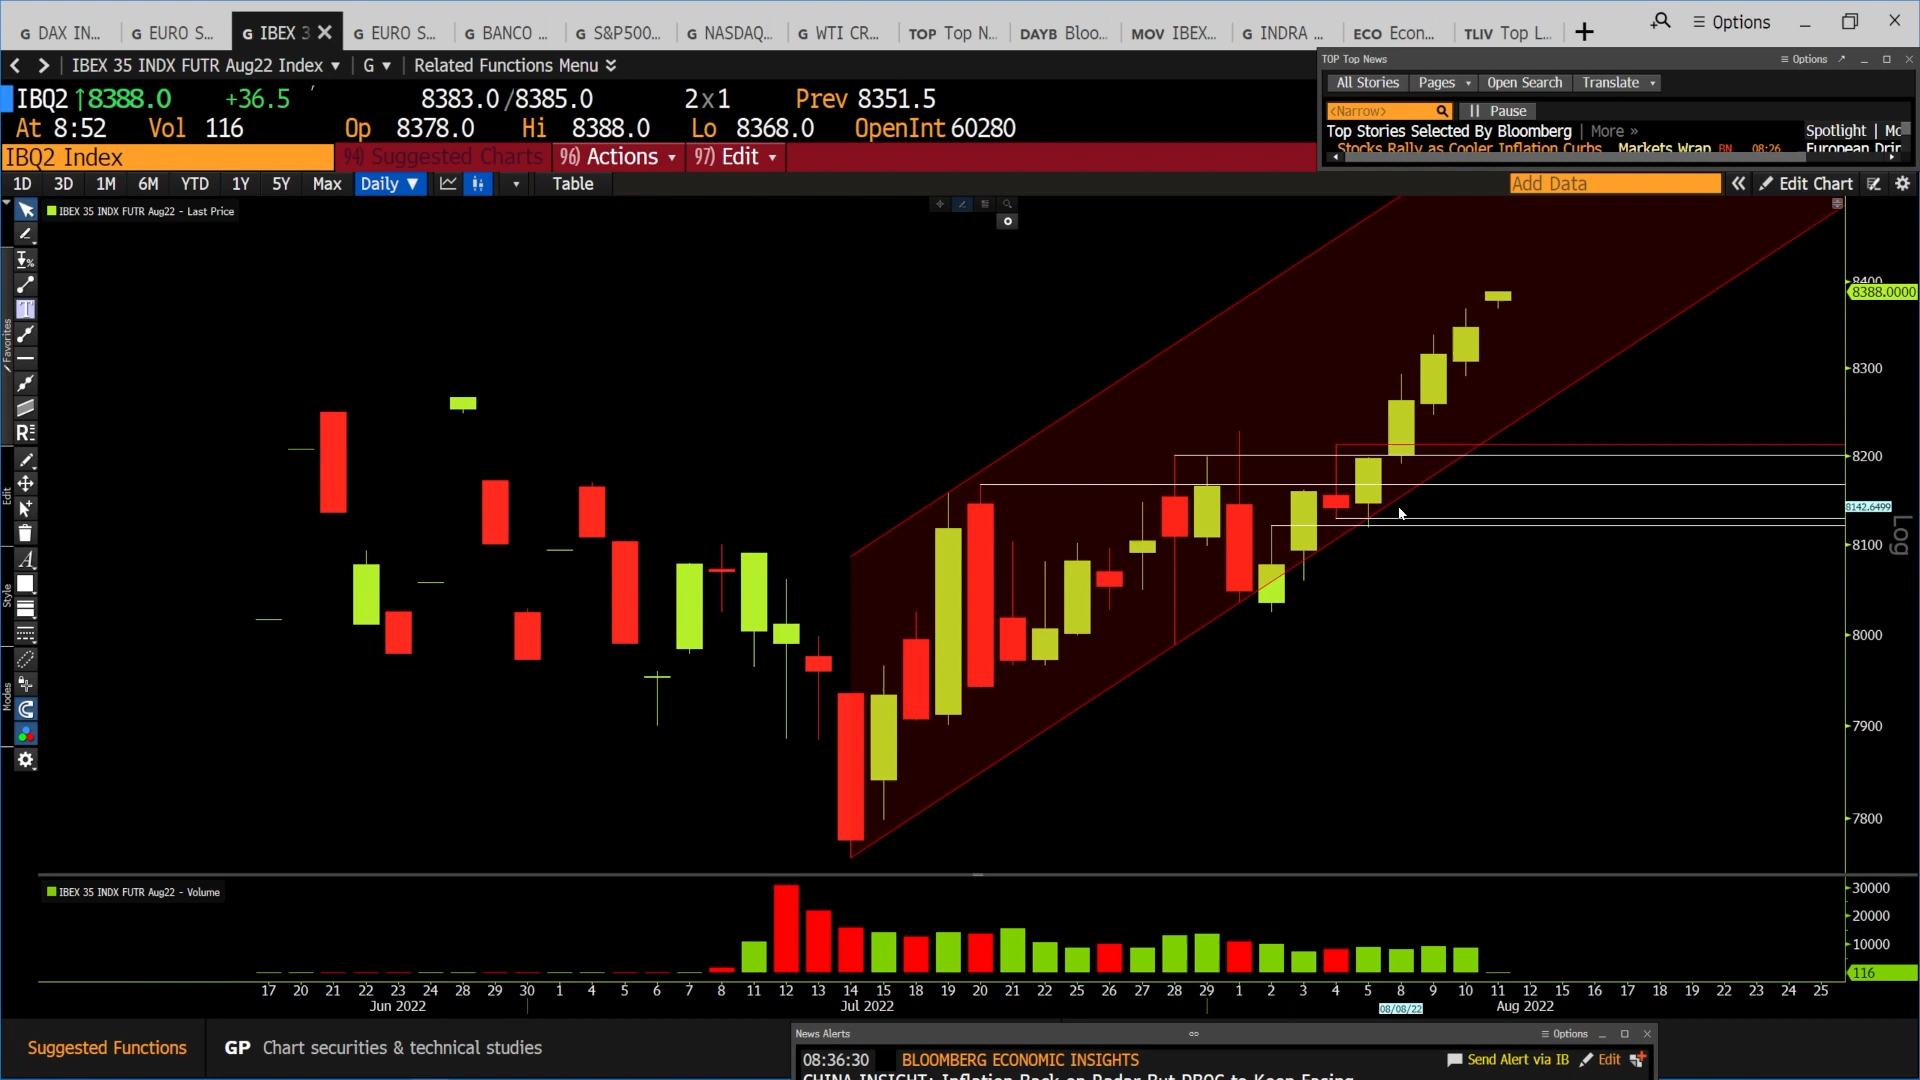 G DAX IN... G EURO S... G IBEX 3 G EURO S... G BANCO ... G S&P500... G NASDAQ... G WTI CR... TOP Top N... DAYB Bloo... MOV IBEX... G INDRA ... ECO Econ... TLIV Top L... + Options
IBEX 35 INDX FUTR Aug22 Index G Related Functions Menu
TOP Top News Options
All Stories Pages Open Search Translate
<Narrow> Pause
Top Stories Selected By Bloomberg More » Spotlight
Stocks Rally as Cooler Inflation Curbs Markets Wrap BN 08:26 European
IBQ2 ↑8388.0 +36.5 8383.0/8385.0 2x1 Prev 8351.5
At 8:52 Vol 116 Op 8378.0 Hi 8388.0 Lo 8368.0 OpenInt 60280
IBQ2 Index 94) Suggested Charts 96) Actions 97) Edit
1D 3D 1M 6M YTD 1Y 5Y Max Daily ▼ Table Add Data « Edit Chart
IBEX 35 INDX FUTR Aug22 - Last Price
Favorites
Edit
Style
Modes
8400
8388.0000
8300
8200
8142.6499
8100
8000
7900
7800
Log
IBEX 35 INDX FUTR Aug22 - Volume
30000
20000
10000
116
17 20 21 22 23 24 28 29 30 1 4 5 6 7 8 11 12 13 14 15 18 19 20 21 22 25 26 27 28 29 1 2 3 4 5 8 9 10 11 12 15 16 17 18 19 22 23 24 25
Jun 2022 Jul 2022 08/08/22 Aug 2022
Suggested Functions GP Chart securities & technical studies
News Alerts Options
08:36:30 BLOOMBERG ECONOMIC INSIGHTS Send Alert via IB Edit
CHINA INSIGHT: Inflation Back on Radar But PBOC to Keep Easing